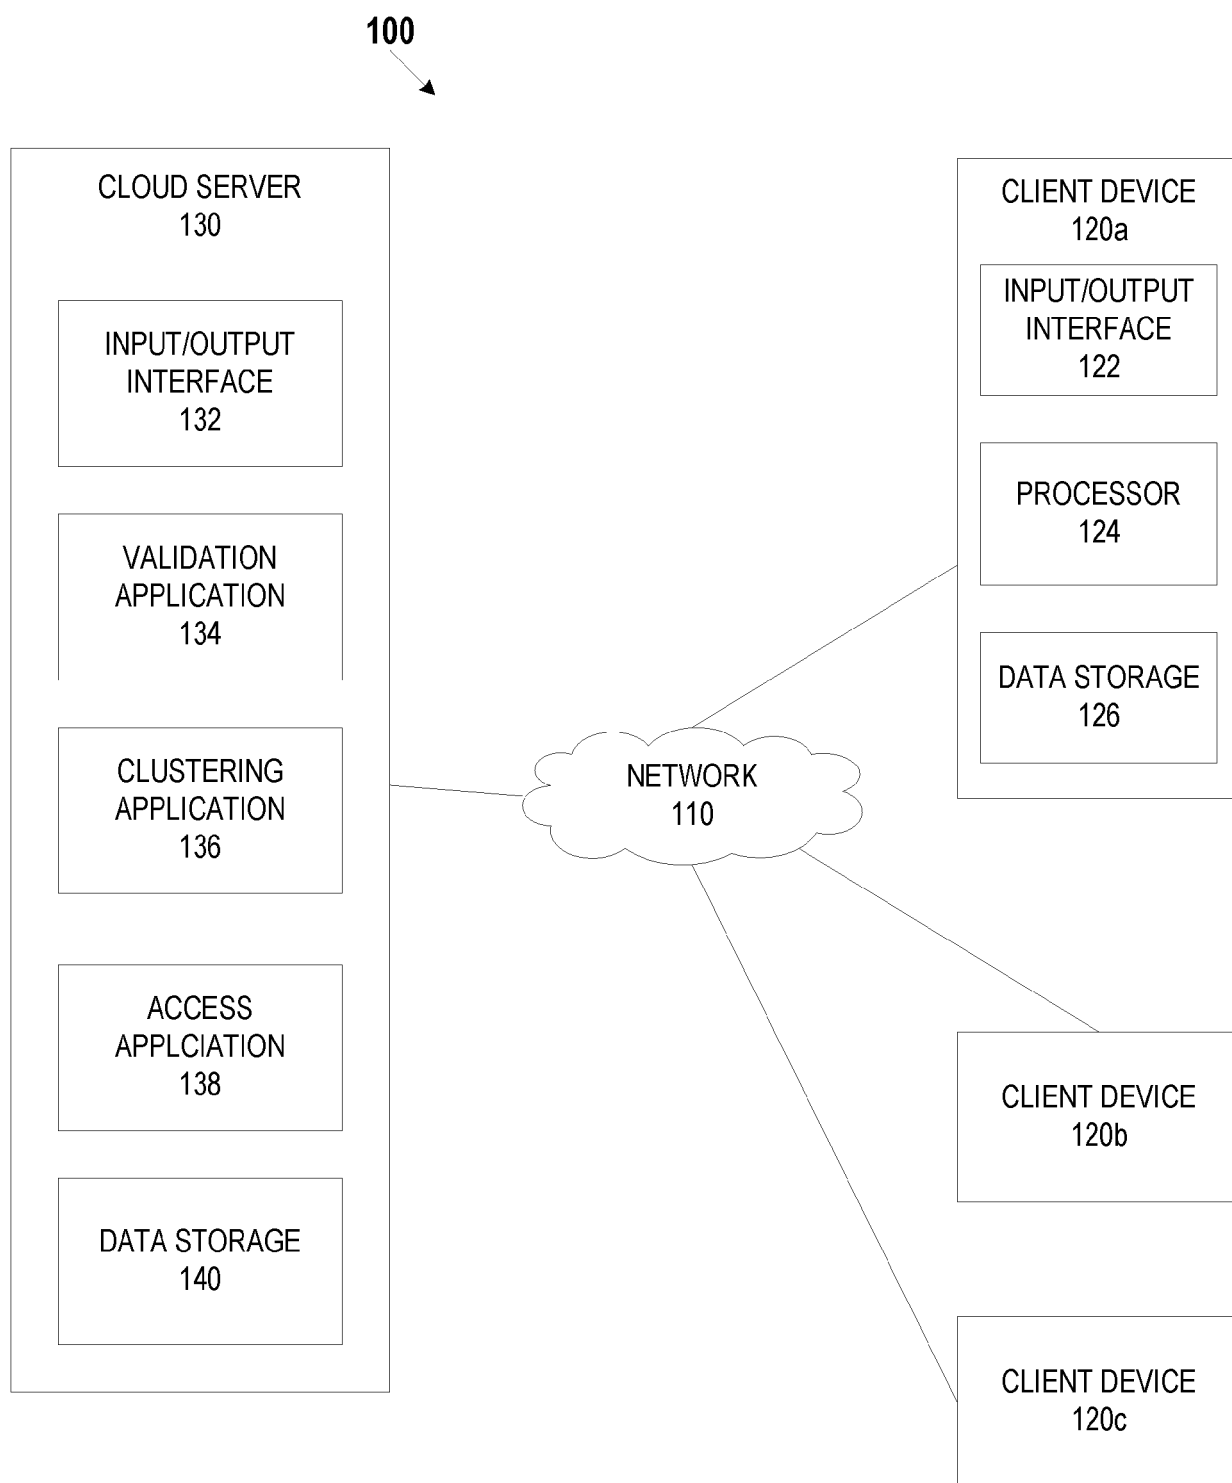 100
CLOUD SERVER
130
INPUT/OUTPUT
INTERFACE
132
VALIDATION
APPLICATION
134
CLUSTERING
APPLICATION
136
ACCESS
APPLCIATION
138
DATA STORAGE
140
NETWORK
110
CLIENT DEVICE
120a
INPUT/OUTPUT
INTERFACE
122
PROCESSOR
124
DATA STORAGE
126
CLIENT DEVICE
120b
CLIENT DEVICE
120c